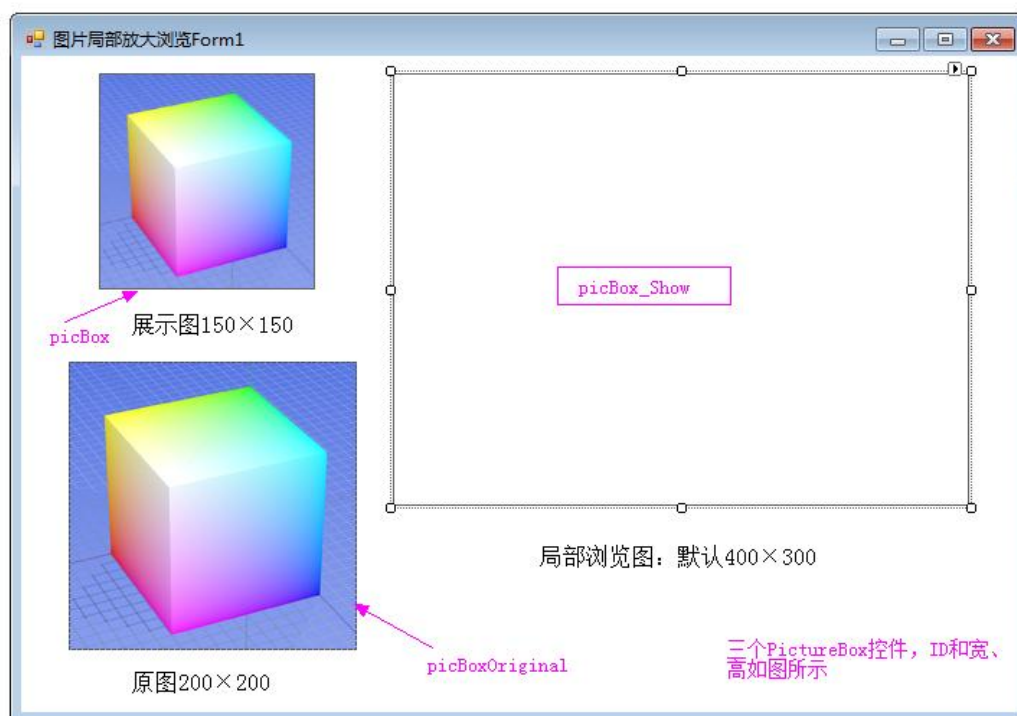 图片局部放大浏览Form1
picBox_Show
picBox
展示图150×150
局部浏览图：默认400×300
picBoxOriginal
三个PictureBox控件，ID和宽、
高如图所示
原图200×200